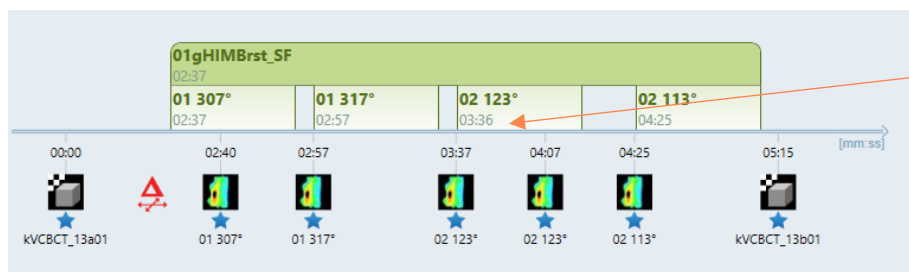 01gHIMBrst_SF
02:37
01 307° 01 317° 02 123° 02 113°
02:37 02:57 03:36 04:25
[mm:ss]
00:00 02:40 02:57 03:37 04:07 04:25 05:15
kVCBCT_13a01 01 307° 01 317° 02 123° 02 123° 02 113° kVCBCT_13b01